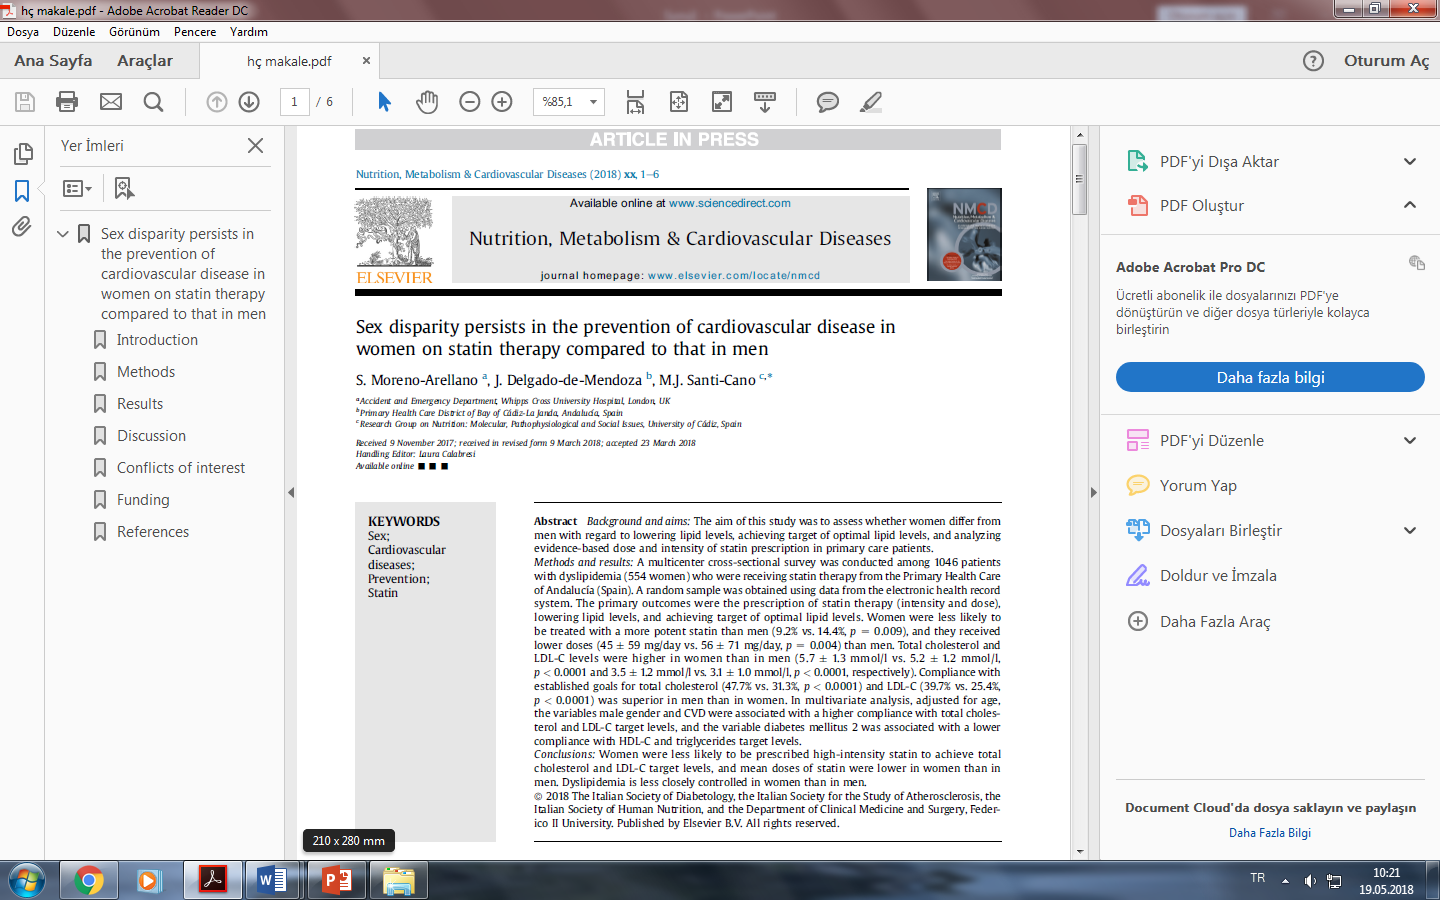 hç makale.pdf - Adobe Acrobat Reader DC
Dosya Düzenle Görünüm Pencere Yardım
Ana Sayfa Araçlar hç makale.pdf × ? Oturum Aç
1 / 6 %85,1
Yer İmleri
Sex disparity persists in
the prevention of
cardiovascular disease in
women on statin therapy
compared to that in men
Introduction
Methods
Results
Discussion
Conflicts of interest
Funding
References
ARTICLE IN PRESS
Nutrition, Metabolism & Cardiovascular Diseases (2018) xx, 1–6
Available online at www.sciencedirect.com
Nutrition, Metabolism & Cardiovascular Diseases
journal homepage: www.elsevier.com/locate/nmcd
ELSEVIER
NMCD
Sex disparity persists in the prevention of cardiovascular disease in
women on statin therapy compared to that in men
S. Moreno-Arellano a, J. Delgado-de-Mendoza b, M.J. Santi-Cano c,*
a Accident and Emergency Department, Whipps Cross University Hospital, London, UK
b Primary Health Care District of Bay of Cádiz-La Janda, Andalucía, Spain
c Research Group on Nutrition: Molecular, Pathophysiological and Social Issues, University of Cádiz, Spain
Received 9 November 2017; received in revised form 9 March 2018; accepted 23 March 2018
Handling Editor: Laura Calabresi
Available online ■ ■ ■
KEYWORDS
Sex;
Cardiovascular
diseases;
Prevention;
Statin
Abstract Background and aims: The aim of this study was to assess whether women differ from
men with regard to lowering lipid levels, achieving target of optimal lipid levels, and analyzing
evidence-based dose and intensity of statin prescription in primary care patients.
Methods and results: A multicenter cross-sectional survey was conducted among 1046 patients
with dyslipidemia (554 women) who were receiving statin therapy from the Primary Health Care
of Andalucía (Spain). A random sample was obtained using data from the electronic health record
system. The primary outcomes were the prescription of statin therapy (intensity and dose),
lowering lipid levels, and achieving target of optimal lipid levels. Women were less likely to
be treated with a more potent statin than men (9.2% vs. 14.4%, p = 0.009), and they received
lower doses (45 ± 59 mg/day vs. 56 ± 71 mg/day, p = 0.004) than men. Total cholesterol and
LDL-C levels were higher in women than in men (5.7 ± 1.3 mmol/l vs. 5.2 ± 1.2 mmol/l,
p < 0.0001 and 3.5 ± 1.2 mmol/l vs. 3.1 ± 1.0 mmol/l, p < 0.0001, respectively). Compliance with
established goals for total cholesterol (47.7% vs. 31.3%, p < 0.0001) and LDL-C (39.7% vs. 25.4%,
p < 0.0001) was superior in men than in women. In multivariate analysis, adjusted for age,
the variables male gender and CVD were associated with a higher compliance with total choles-
terol and LDL-C target levels, and the variable diabetes mellitus 2 was associated with a lower
compliance with HDL-C and triglycerides target levels.
Conclusions: Women were less likely to be prescribed high-intensity statin to achieve total
cholesterol and LDL-C target levels, and mean doses of statin were lower in women than in
men. Dyslipidemia is less closely controlled in women than in men.
© 2018 The Italian Society of Diabetology, the Italian Society for the Study of Atherosclerosis, the
Italian Society of Human Nutrition, and the Department of Clinical Medicine and Surgery, Feder-
ico II University. Published by Elsevier B.V. All rights reserved.
210 x 280 mm
PDF'yi Dışa Aktar
PDF Oluştur
Adobe Acrobat Pro DC
Ücretli abonelik ile dosyalarınızı PDF'ye
dönüştürün ve diğer dosya türleriyle kolayca
birleştirin
Daha fazla bilgi
PDF'yi Düzenle
Yorum Yap
Dosyaları Birleştir
Doldur ve İmzala
Daha Fazla Araç
Document Cloud'da dosya saklayın ve paylaşın
Daha Fazla Bilgi
TR
10:21
19.05.2018